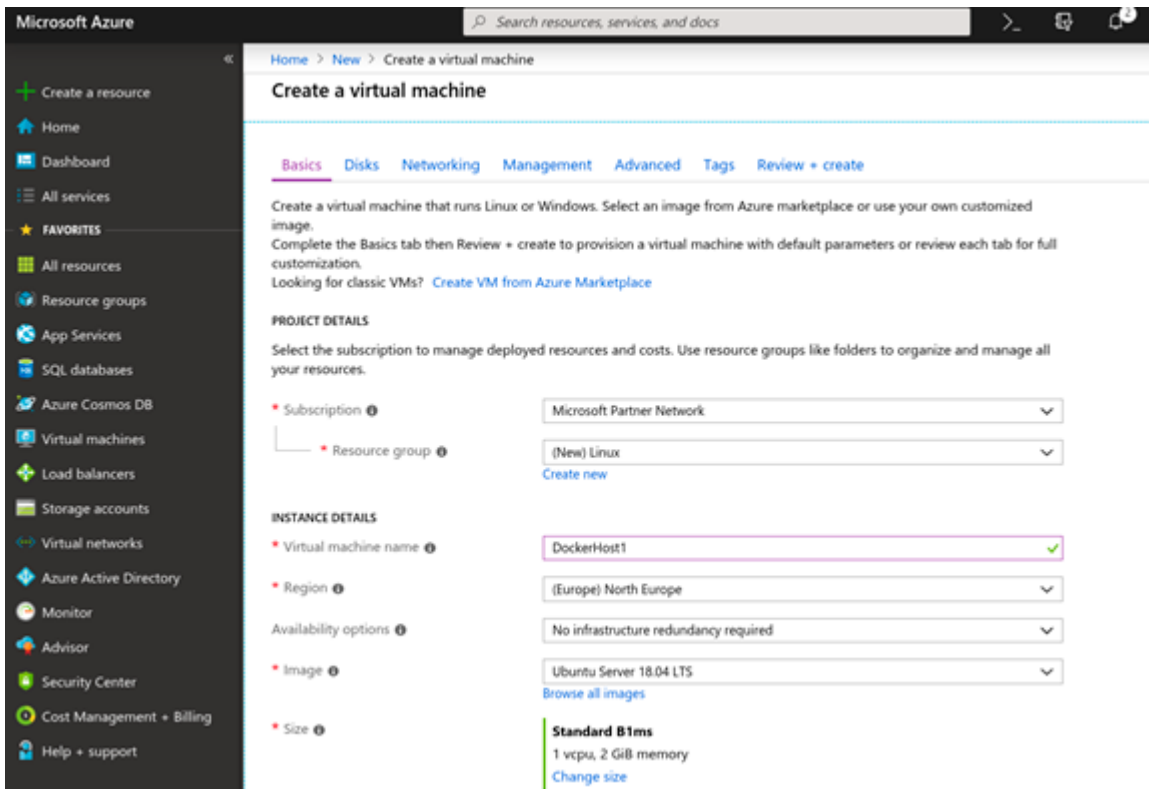 Microsoft Azure
Search resources, services, and docs
>_
2
«
Create a resource
Home
Dashboard
All services
FAVORITES
All resources
Resource groups
App Services
SQL databases
Azure Cosmos DB
Virtual machines
Load balancers
Storage accounts
Virtual networks
Azure Active Directory
Monitor
Advisor
Security Center
Cost Management + Billing
Help + support
Home > New > Create a virtual machine
Create a virtual machine
Basics Disks Networking Management Advanced Tags Review + create
Create a virtual machine that runs Linux or Windows. Select an image from Azure marketplace or use your own customized
image.
Complete the Basics tab then Review + create to provision a virtual machine with default parameters or review each tab for full
customization.
Looking for classic VMs? Create VM from Azure Marketplace
PROJECT DETAILS
Select the subscription to manage deployed resources and costs. Use resource groups like folders to organize and manage all
your resources.
* Subscription Microsoft Partner Network
* Resource group (New) Linux
Create new
INSTANCE DETAILS
* Virtual machine name DockerHost1
* Region (Europe) North Europe
Availability options No infrastructure redundancy required
* Image Ubuntu Server 18.04 LTS
Browse all images
* Size Standard B1ms
1 vcpu, 2 GiB memory
Change size